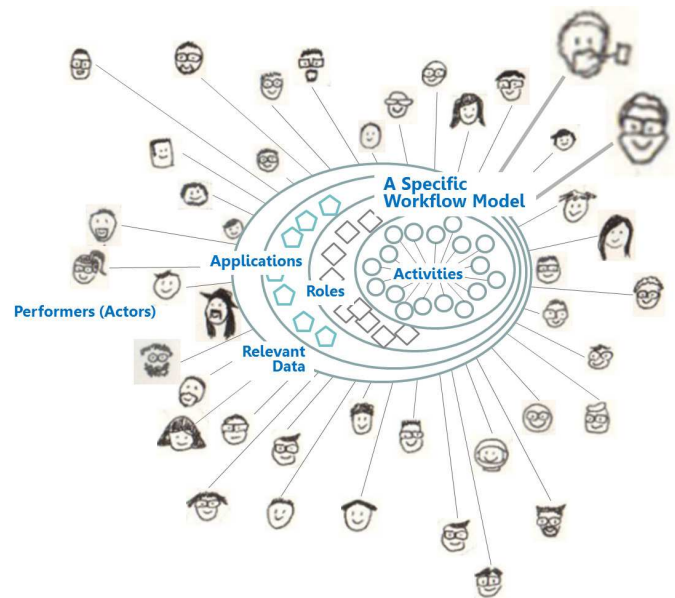 A Specific
Workflow Model
Applications
Activities
Roles
Performers (Actors)
Relevant
Data